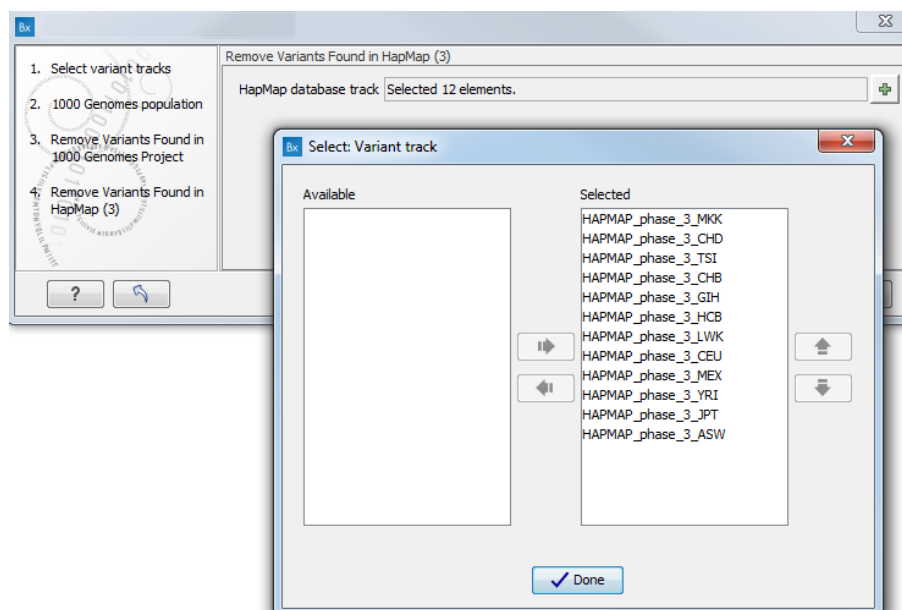 Bx
1. Select variant tracks
2. 1000 Genomes population
3. Remove Variants Found in
1000 Genomes Project
4. Remove Variants Found in
HapMap (3)
Remove Variants Found in HapMap (3)
HapMap database track Selected 12 elements.
?
Bx Select: Variant track
Available
Selected
HAPMAP_phase_3_MKK
HAPMAP_phase_3_CHD
HAPMAP_phase_3_TSI
HAPMAP_phase_3_CHB
HAPMAP_phase_3_GIH
HAPMAP_phase_3_HCB
HAPMAP_phase_3_LWK
HAPMAP_phase_3_CEU
HAPMAP_phase_3_MEX
HAPMAP_phase_3_YRI
HAPMAP_phase_3_JPT
HAPMAP_phase_3_ASW
Done